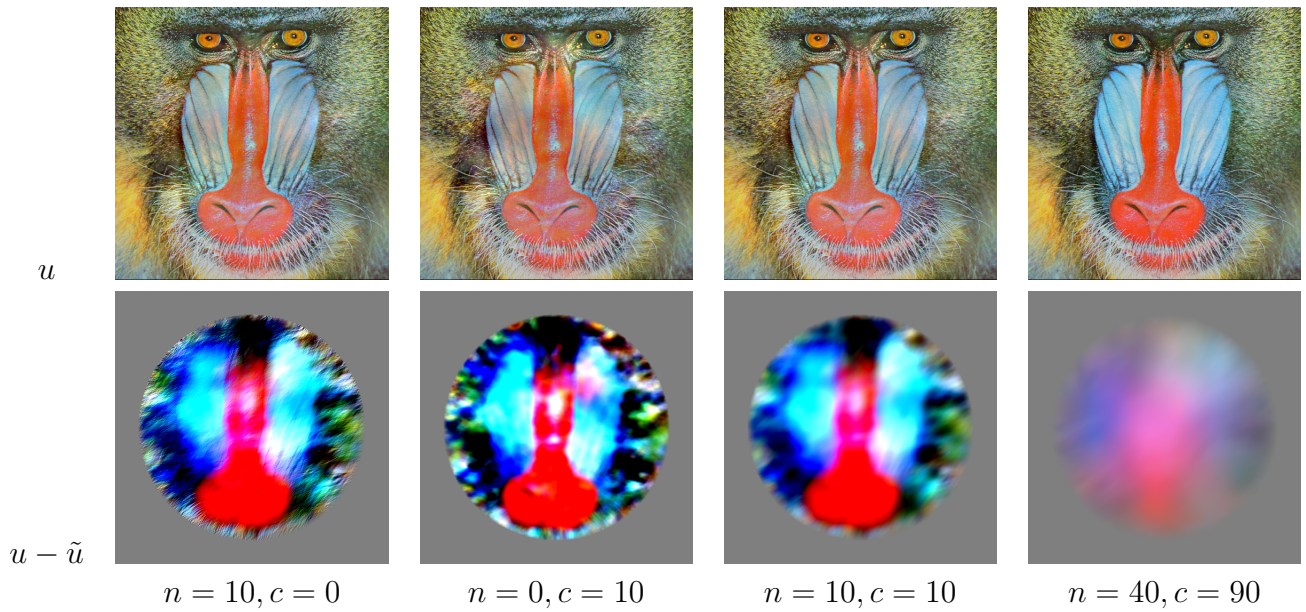 u
u − ũ
n = 10, c = 0 n = 0, c = 10 n = 10, c = 10 n = 40, c = 90